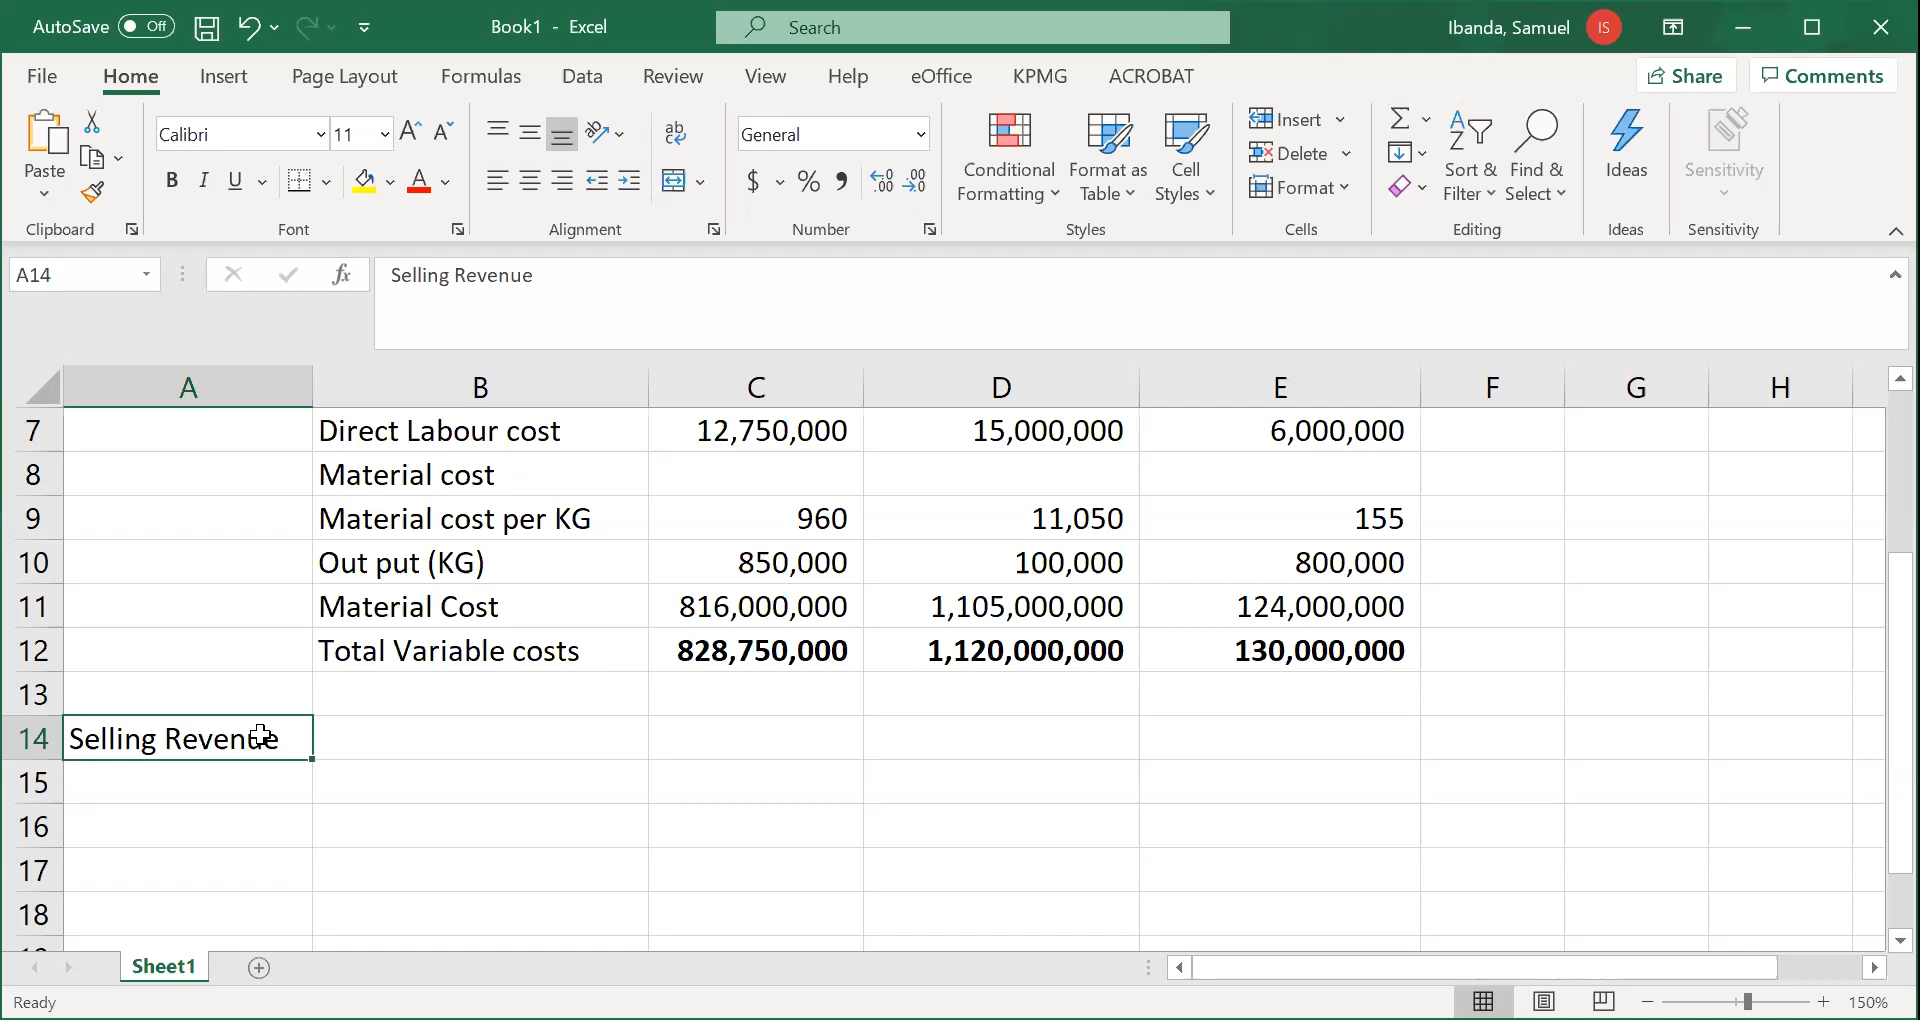 AutoSave Off Book1 - Excel Search Ibanda, Samuel IS
File Home Insert Page Layout Formulas Data Review View Help eOffice KPMG ACROBAT Share Comments
Paste
Clipboard
Calibri 11
B I U
Font
ab
Alignment
General
$ % , .00 .00
Number
Conditional Formatting
Format as Table
Cell Styles
Styles
Insert
Delete
Format
Cells
Sort & Filter
Find & Select
Editing
Ideas
Ideas
Sensitivity
Sensitivity
A14 fx Selling Revenue
A B C D E F G H
7 Direct Labour cost 12,750,000 15,000,000 6,000,000
8 Material cost
9 Material cost per KG 960 11,050 155
10 Out put (KG) 850,000 100,000 800,000
11 Material Cost 816,000,000 1,105,000,000 124,000,000
12 Total Variable costs 828,750,000 1,120,000,000 130,000,000
13
14 Selling Revenue
15
16
17
18
Sheet1
Ready 150%